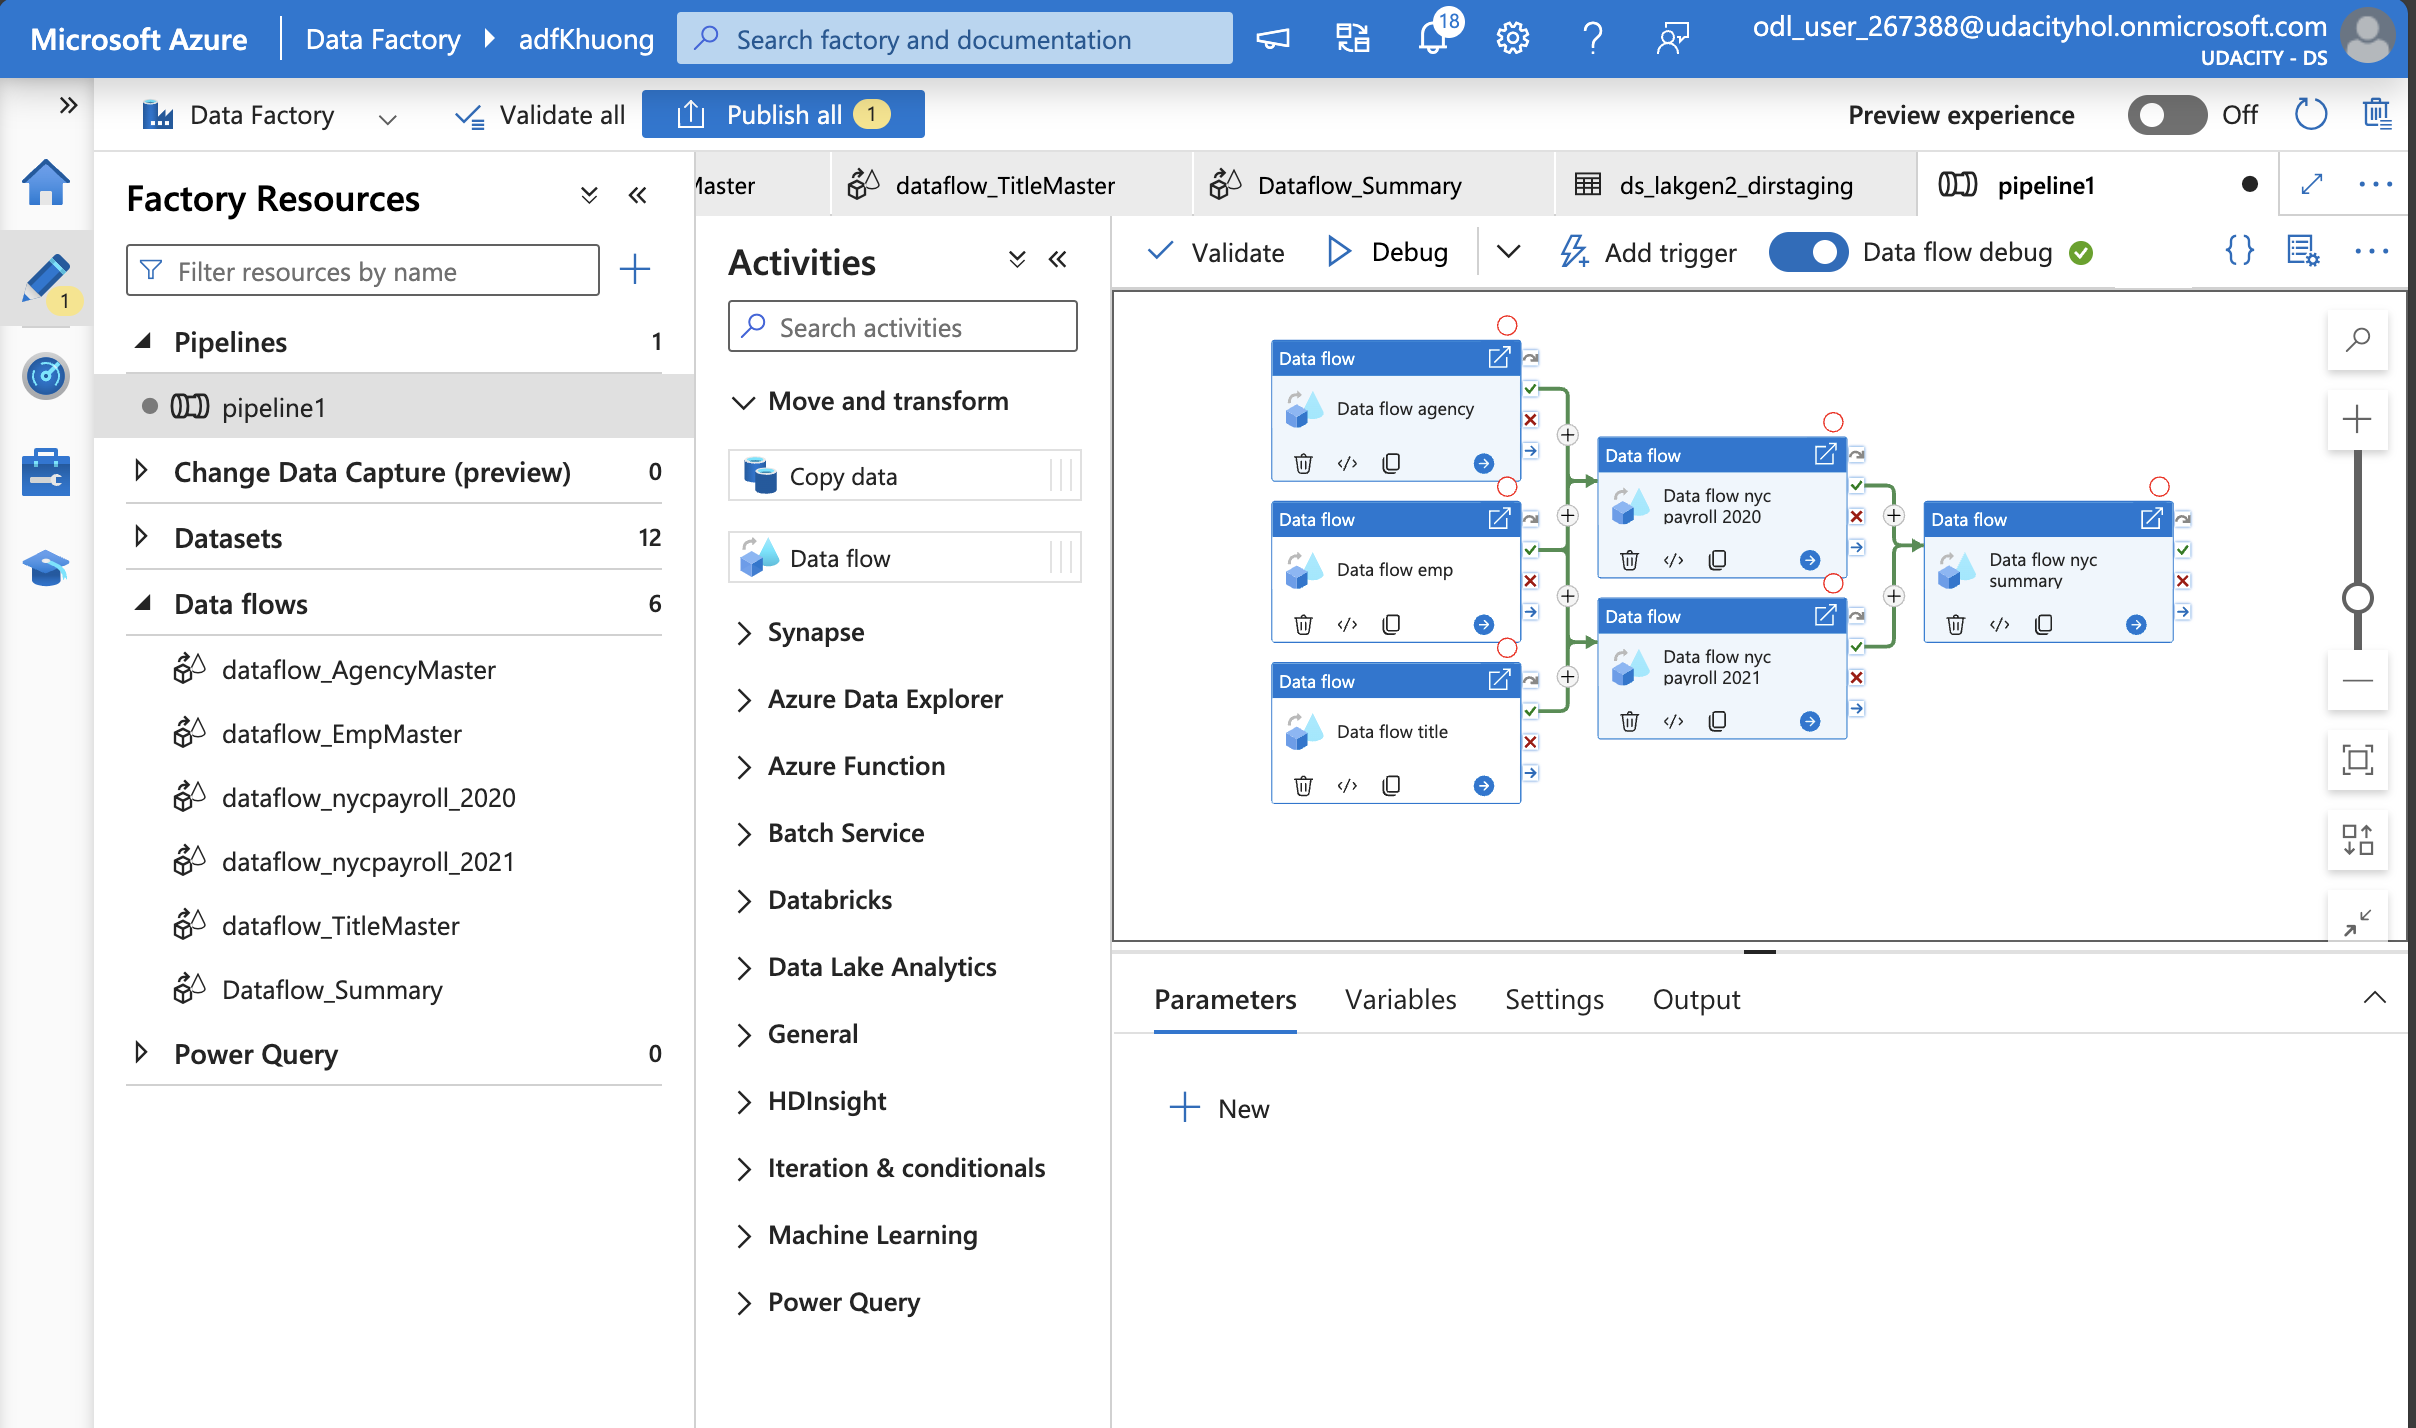 Microsoft Azure
Data Factory
adfKhuong
Search factory and documentation
18
odl_user_267388@udacityhol.onmicrosoft.com
UDACITY - DS
Data Factory
Validate all
Publish all
1
Preview experience
Off
1
Factory Resources
Filter resources by name
Pipelines
1
pipeline1
Change Data Capture (preview)
0
Datasets
12
Data flows
6
dataflow_AgencyMaster
dataflow_EmpMaster
dataflow_nycpayroll_2020
dataflow_nycpayroll_2021
dataflow_TitleMaster
Dataflow_Summary
Power Query
0
Master
dataflow_TitleMaster
Dataflow_Summary
ds_lakgen2_dirstaging
pipeline1
Activities
Search activities
Move and transform
Copy data
Data flow
Synapse
Azure Data Explorer
Azure Function
Batch Service
Databricks
Data Lake Analytics
General
HDInsight
Iteration & conditionals
Machine Learning
Power Query
Validate
Debug
Add trigger
Data flow debug
Data flow
Data flow agency
Data flow
Data flow emp
Data flow
Data flow title
Data flow
Data flow nyc
payroll 2020
Data flow
Data flow nyc
payroll 2021
Data flow
Data flow nyc
summary
Parameters
Variables
Settings
Output
New